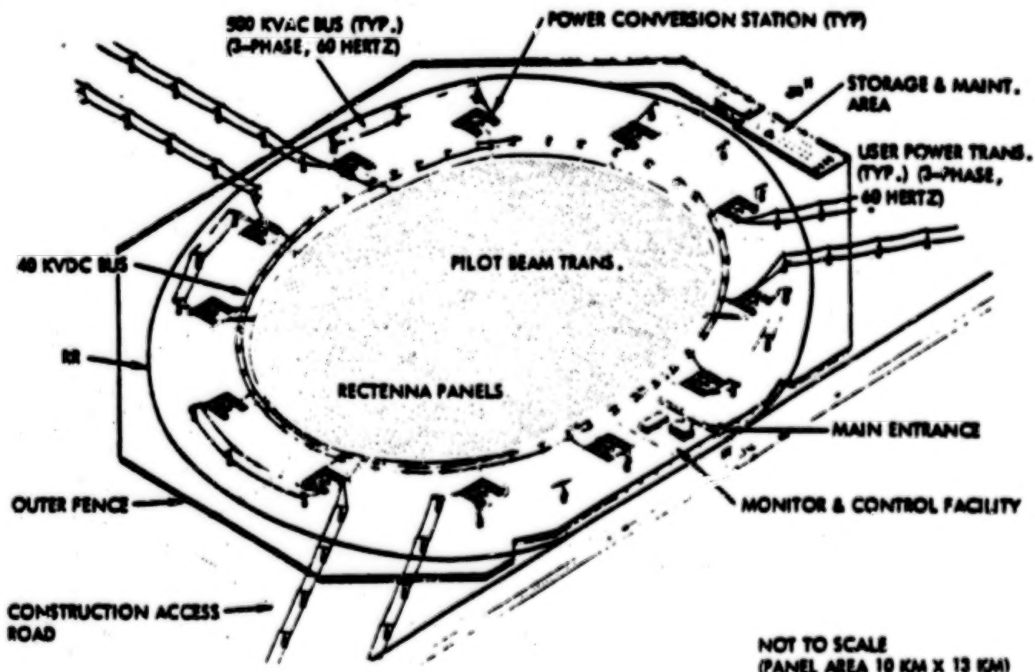 500 KVAC BUS (TYP.)
(3-PHASE, 60 HERTZ)
POWER CONVERSION STATION (TYP)
STORAGE & MAINT.
AREA
USER POWER TRANS.
(TYP.) (3-PHASE,
60 HERTZ)
40 KVDC BUS
PILOT BEAM TRANS.
RR
RECTENNA PANELS
MAIN ENTRANCE
OUTER FENCE
MONITOR & CONTROL FACILITY
CONSTRUCTION ACCESS
ROAD
NOT TO SCALE
(PANEL AREA 10 KM X 13 KM)